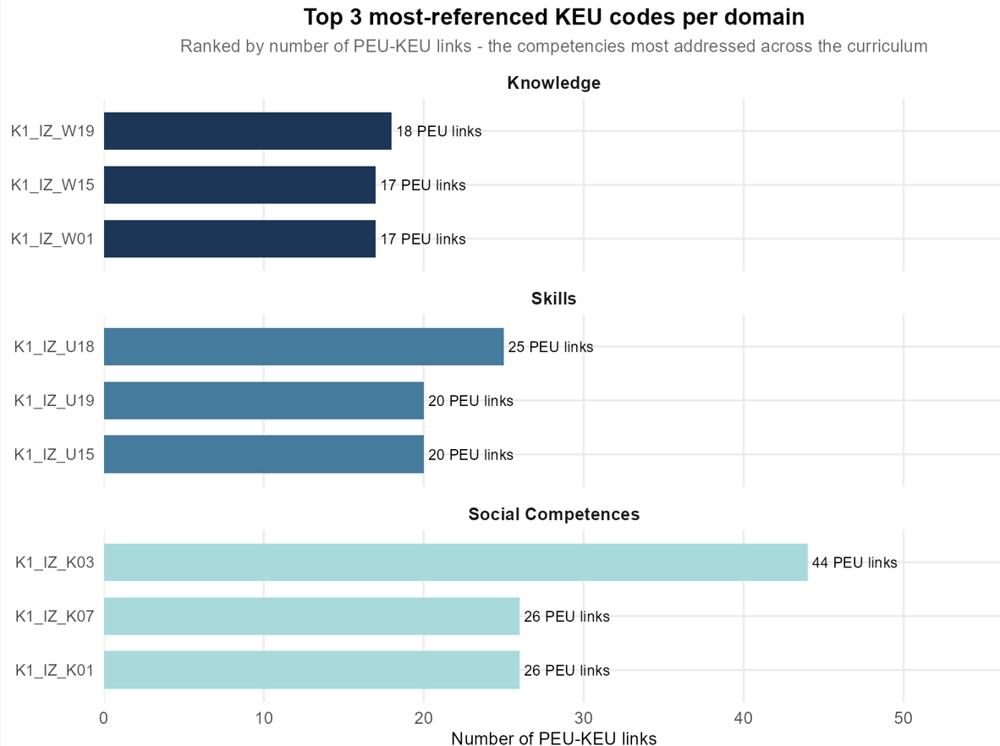 Top 3 most-referenced KEU codes per domain
Ranked by number of PEU-KEU links - the competencies most addressed across the curriculum
Knowledge
K1_IZ_W19 18 PEU links
K1_IZ_W15 17 PEU links
K1_IZ_W01 17 PEU links
Skills
K1_IZ_U18 25 PEU links
K1_IZ_U19 20 PEU links
K1_IZ_U15 20 PEU links
Social Competences
K1_IZ_K03 44 PEU links
K1_IZ_K07 26 PEU links
K1_IZ_K01 26 PEU links
0 10 20 30 40 50
Number of PEU-KEU links